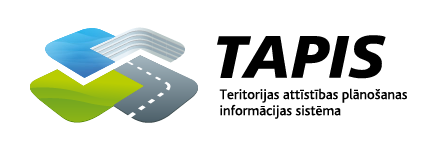 TAPIS
Teritorijas attīstības plānošanas
informācijas sistēma